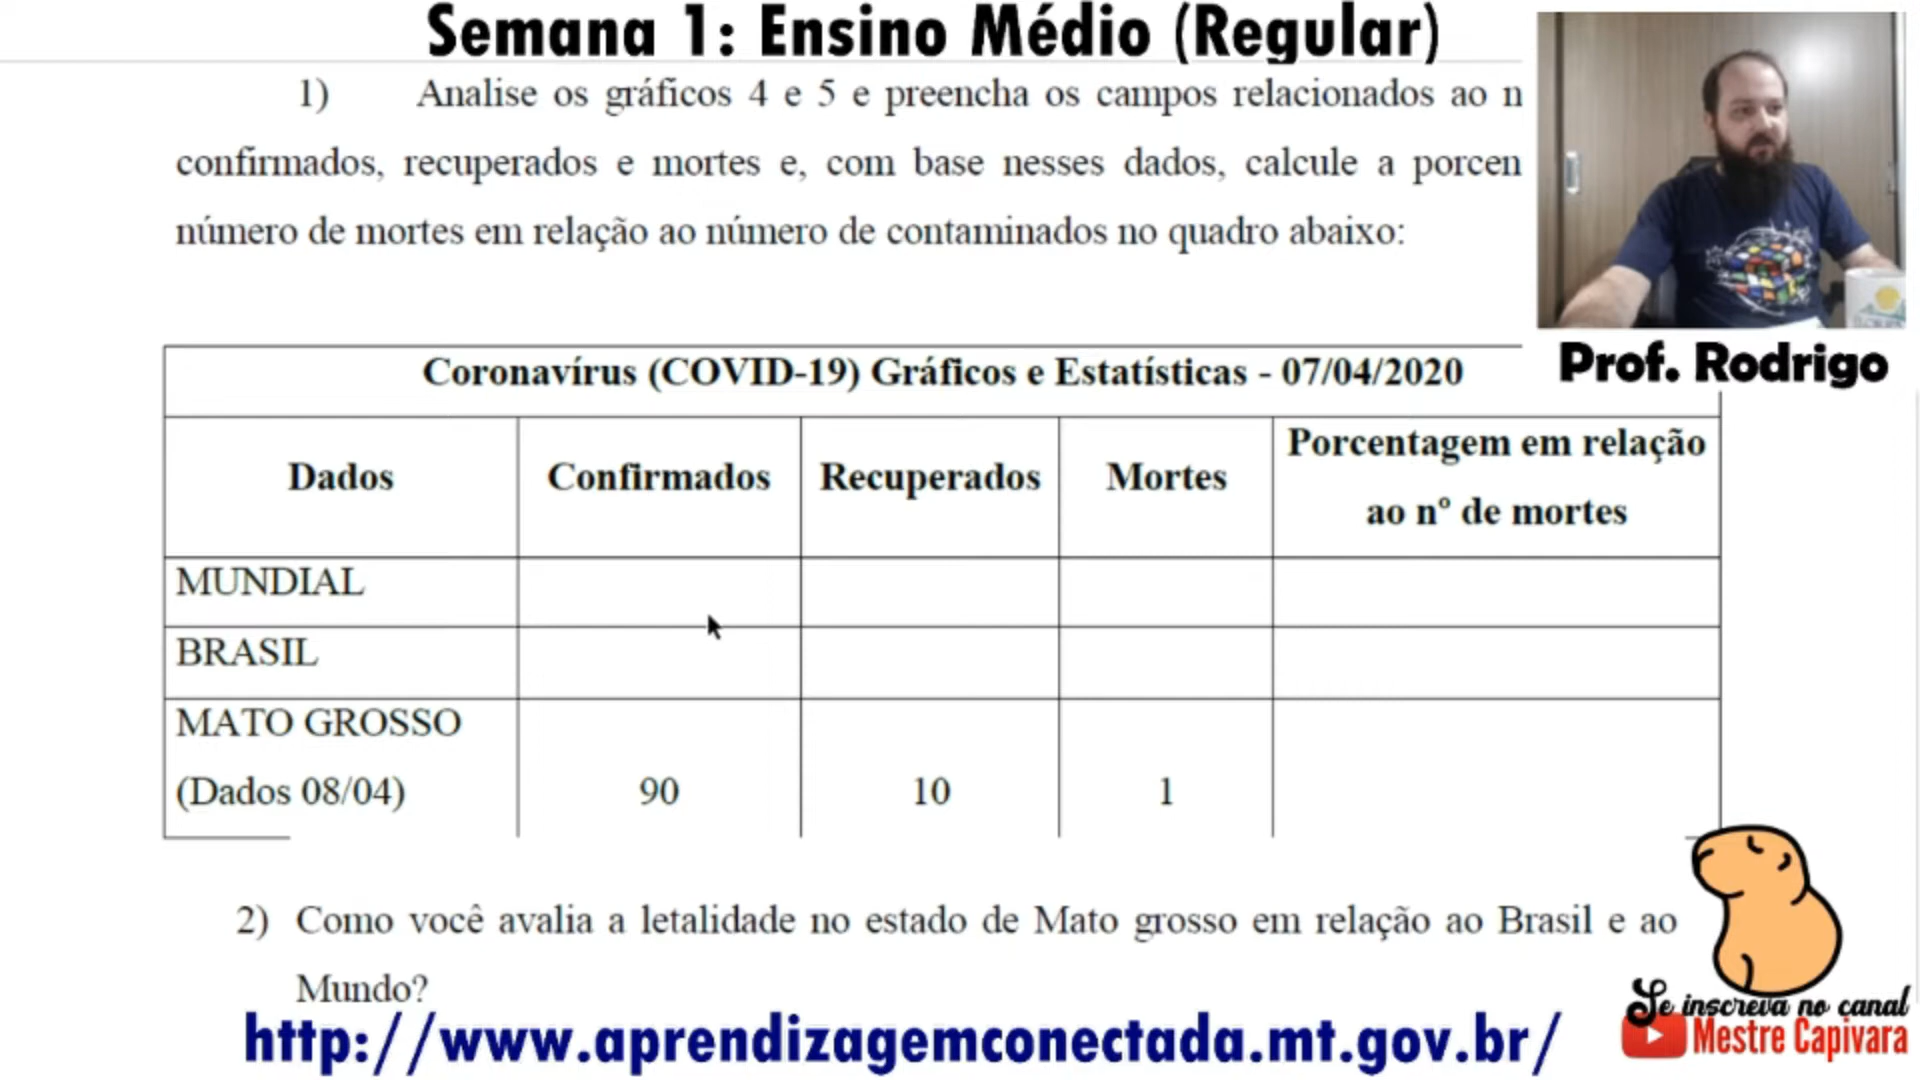 Semana 1: Ensino Médio (Regular)
1) Analise os gráficos 4 e 5 e preencha os campos relacionados ao n
confirmados, recuperados e mortes e, com base nesses dados, calcule a porcen
número de mortes em relação ao número de contaminados no quadro abaixo:
Prof. Rodrigo
Coronavírus (COVID-19) Gráficos e Estatísticas - 07/04/2020
Dados Confirmados Recuperados Mortes Porcentagem em relação
ao nº de mortes
MUNDIAL
BRASIL
MATO GROSSO
(Dados 08/04) 90 10 1
2) Como você avalia a letalidade no estado de Mato grosso em relação ao Brasil e ao
Mundo?
http://www.aprendizagemconectada.mt.gov.br/
Se inscreva no canal
Mestre Capivara